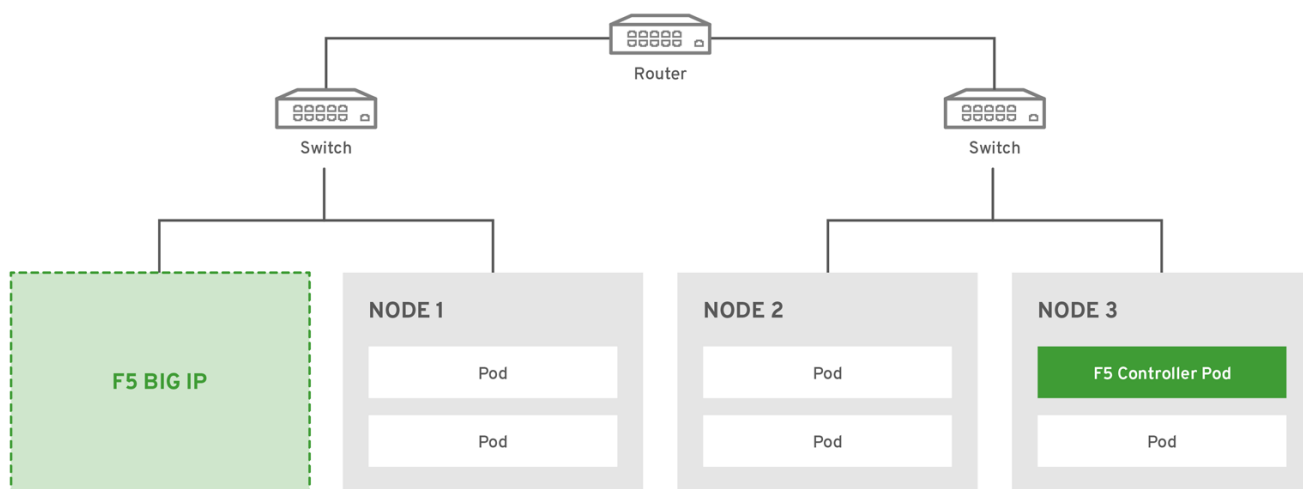 Router
Switch
Switch
F5 BIG IP
NODE 1
Pod
Pod
NODE 2
Pod
Pod
NODE 3
F5 Controller Pod
Pod